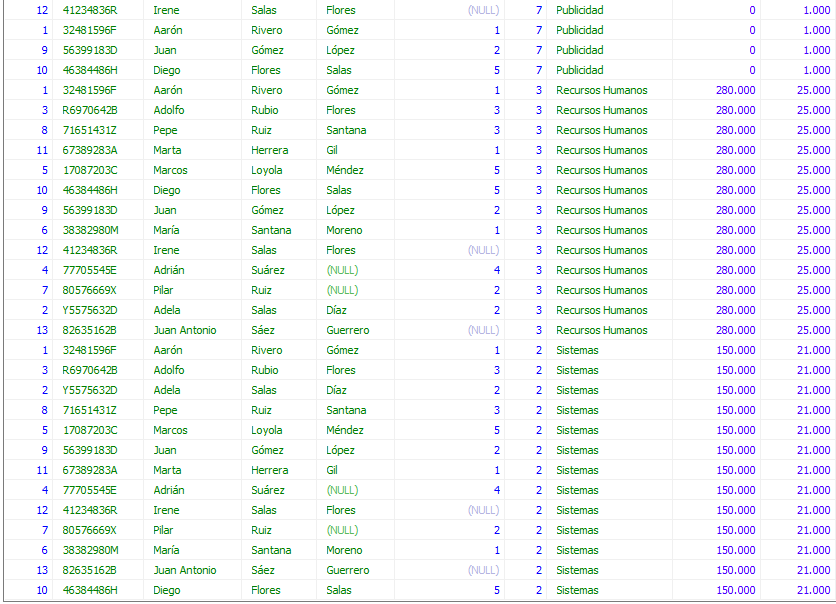 12 41234836R Irene Salas Flores (NULL) 7 Publicidad 0 1.000
1 32481596F Aarón Rivero Gómez 1 7 Publicidad 0 1.000
9 56399183D Juan Gómez López 2 7 Publicidad 0 1.000
10 46384486H Diego Flores Salas 5 7 Publicidad 0 1.000
1 32481596F Aarón Rivero Gómez 1 3 Recursos Humanos 280.000 25.000
3 R6970642B Adolfo Rubio Flores 3 3 Recursos Humanos 280.000 25.000
8 71651431Z Pepe Ruiz Santana 3 3 Recursos Humanos 280.000 25.000
11 67389283A Marta Herrera Gil 1 3 Recursos Humanos 280.000 25.000
5 17087203C Marcos Loyola Méndez 5 3 Recursos Humanos 280.000 25.000
10 46384486H Diego Flores Salas 5 3 Recursos Humanos 280.000 25.000
9 56399183D Juan Gómez López 2 3 Recursos Humanos 280.000 25.000
6 38382980M María Santana Moreno 1 3 Recursos Humanos 280.000 25.000
12 41234836R Irene Salas Flores (NULL) 3 Recursos Humanos 280.000 25.000
4 77705545E Adrián Suárez (NULL) 4 3 Recursos Humanos 280.000 25.000
7 80576669X Pilar Ruiz (NULL) 2 3 Recursos Humanos 280.000 25.000
2 Y5575632D Adela Salas Díaz 2 3 Recursos Humanos 280.000 25.000
13 82635162B Juan Antonio Sáez Guerrero (NULL) 3 Recursos Humanos 280.000 25.000
1 32481596F Aarón Rivero Gómez 1 2 Sistemas 150.000 21.000
3 R6970642B Adolfo Rubio Flores 3 2 Sistemas 150.000 21.000
2 Y5575632D Adela Salas Díaz 2 2 Sistemas 150.000 21.000
8 71651431Z Pepe Ruiz Santana 3 2 Sistemas 150.000 21.000
5 17087203C Marcos Loyola Méndez 5 2 Sistemas 150.000 21.000
9 56399183D Juan Gómez López 2 2 Sistemas 150.000 21.000
11 67389283A Marta Herrera Gil 1 2 Sistemas 150.000 21.000
4 77705545E Adrián Suárez (NULL) 4 2 Sistemas 150.000 21.000
12 41234836R Irene Salas Flores (NULL) 2 Sistemas 150.000 21.000
7 80576669X Pilar Ruiz (NULL) 2 2 Sistemas 150.000 21.000
6 38382980M María Santana Moreno 1 2 Sistemas 150.000 21.000
13 82635162B Juan Antonio Sáez Guerrero (NULL) 2 Sistemas 150.000 21.000
10 46384486H Diego Flores Salas 5 2 Sistemas 150.000 21.000